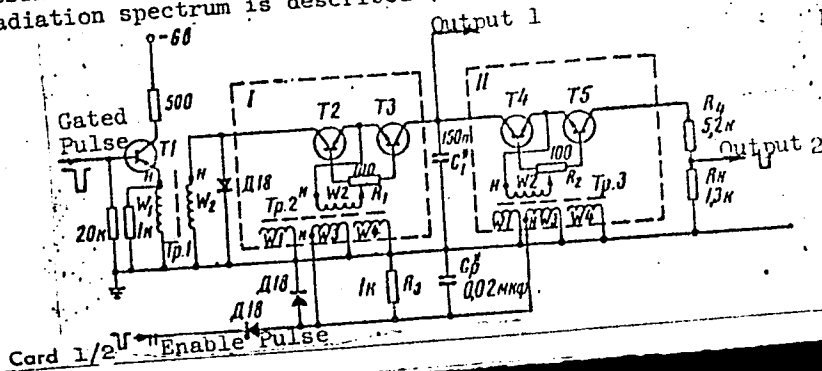 adiation spectrum is described
Output 1
-6в
500
I
II
T2
T3
T4
T5
Gated
Pulse
T1
Д18
150п
C₁*
100
R₄
5,2к
Output 2
н
W₁
1к
н
W₂
20к
Тр.1
н
W2
100
R₁
Тр.2
W1
н
W3
W4
н
W2
R₂
Тр.3
W1
н
W3
W4
Rн
1,3к
Д18
1к
R₃
Cр*
0,02мкф
Д18
Card 1/2
Enable Pulse